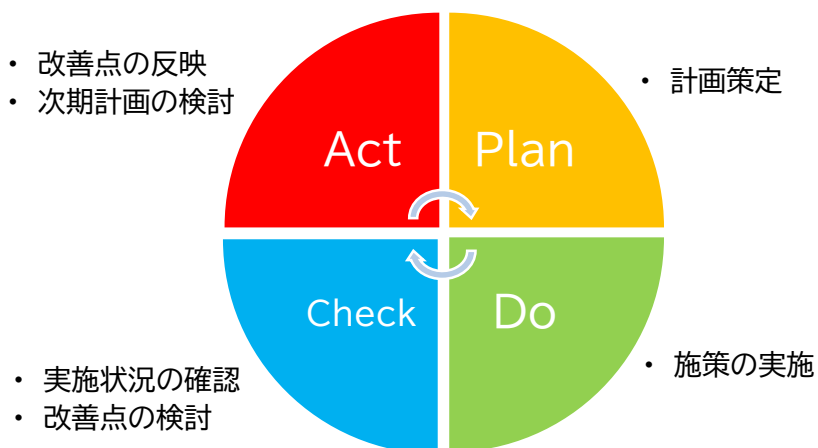 ・ 改善点の反映
・ 次期計画の検討
・ 計画策定
Act
Plan
Check
Do
・ 実施状況の確認
・ 改善点の検討
・ 施策の実施